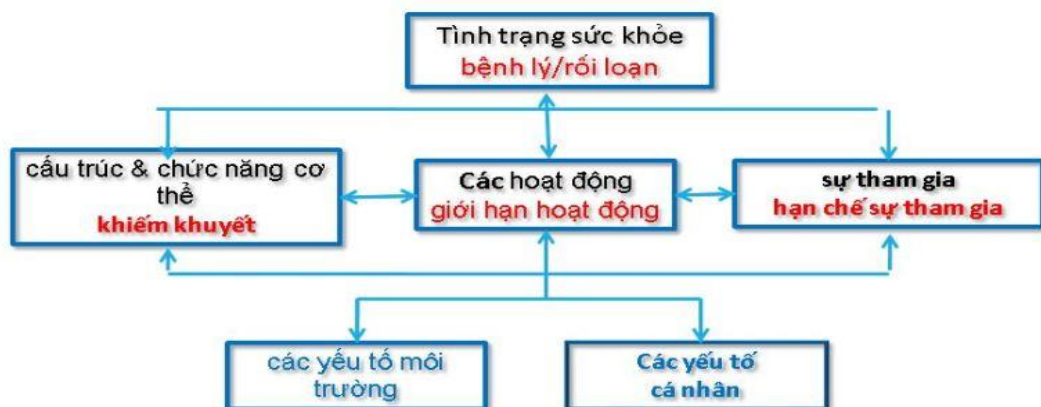 Tình trạng sức khỏe
bệnh lý/rối loạn
cấu trúc & chức năng cơ
thể
khiếm khuyết
Các hoạt động
giới hạn hoạt động
sự tham gia
hạn chế sự tham gia
các yếu tố môi
trường
Các yếu tố
cá nhân